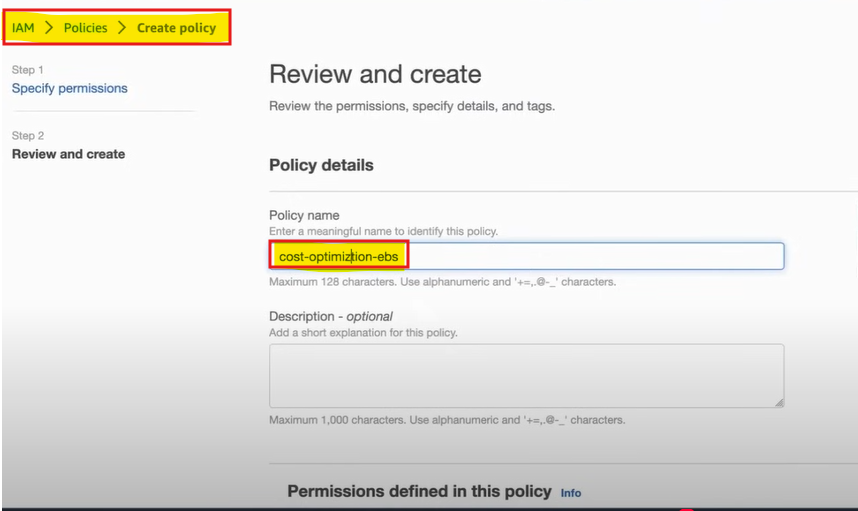 IAM > Policies > Create policy
Step 1
Specify permissions
Step 2
Review and create
Review and create
Review the permissions, specify details, and tags.
Policy details
Policy name
Enter a meaningful name to identify this policy.
cost-optimiztion-ebs
Maximum 128 characters. Use alphanumeric and '+=,.@-_' characters.
Description - optional
Add a short explanation for this policy.
Maximum 1,000 characters. Use alphanumeric and '+=,.@-_' characters.
Permissions defined in this policy Info